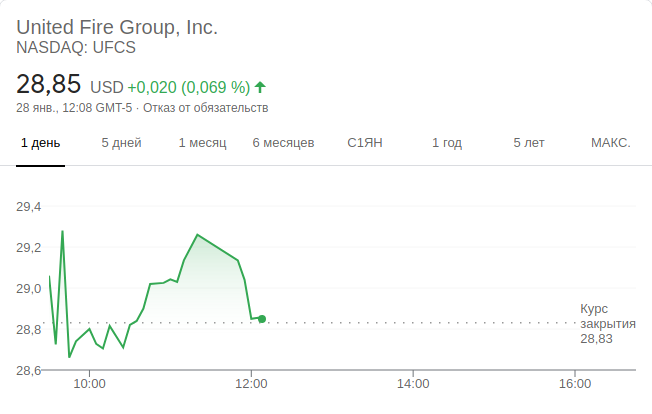 United Fire Group, Inc.
NASDAQ: UFCS
28,85 USD +0,020 (0,069 %)
28 янв., 12:08 GMT-5 · Отказ от обязательств
1 день 5 дней 1 месяц 6 месяцев С1ЯН 1 год 5 лет МАКС.
29,4
29,2
29,0
28,8
28,6
Курс
закрытия
28,83
10:00 12:00 14:00 16:00